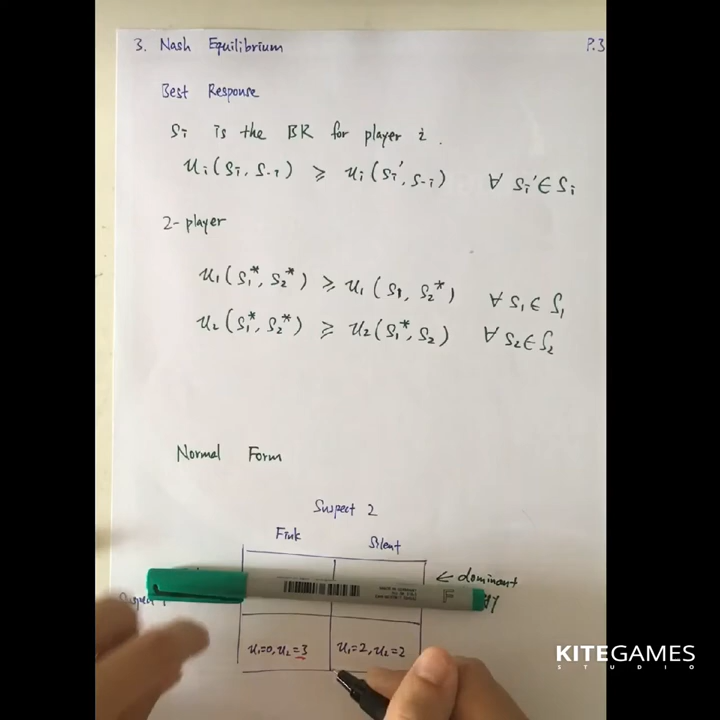 3. Nash Equilibrium P.3
Best Response
Si is the BR for player i.
ui(si, s-i) ≥ ui(si', s-i) ∀ si' ∈ Si
2-player
u1(s1*, s2*) ≥ u1(s1, s2*) ∀ s1 ∈ S1
u2(s1*, s2*) ≥ u2(s1*, s2) ∀ s2 ∈ S2
Normal Form
Suspect 2
Fink Silent
← dominant
u1=0, u2=3 u1=2, u2=2
KITEGAMES
STUDIO